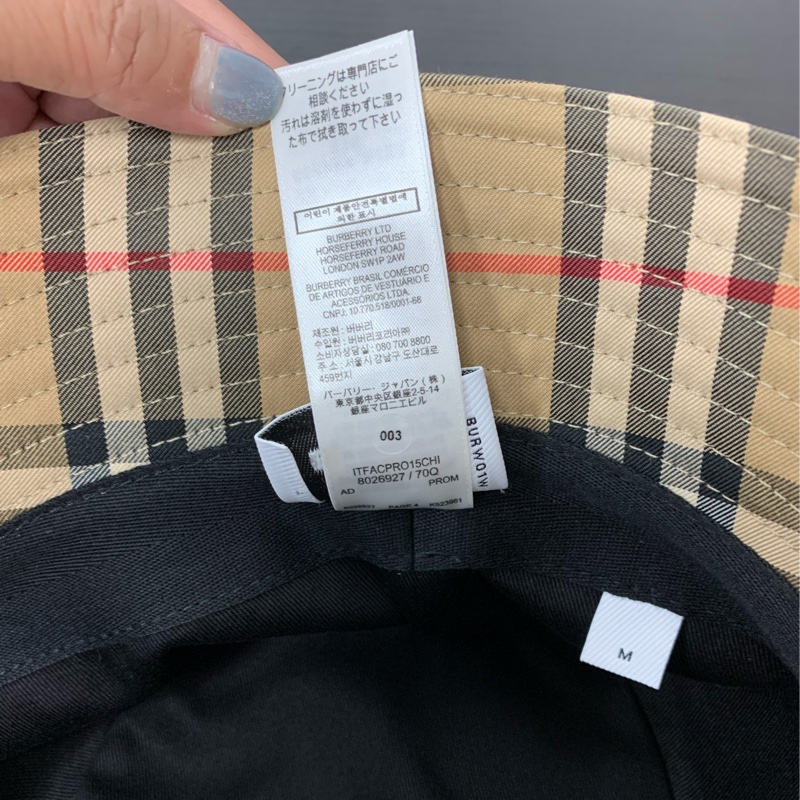 クリーニングは専門店にご
相談ください
汚れは溶剤を使わずに湿っ
た布で拭き取って下さい
어린이 제품안전특별법에
의한 표시
BURBERRY LTD
HORSEFERRY HOUSE
HORSEFERRY ROAD
LONDON SW1P 2AW
BURBERRY BRASIL COMÉRCIO
DE ARTIGOS DE VESTUÁRIO E
ACESSORIOS LTDA.
CNPJ: 10.770.518/0001-66
제조원 : 버버리
수입원 : 버버리코리아㈜
소비자상담실 : 080 700 8800
주 소 : 서울시 강남구 도산대로
459번지
バーバリー・ジャパン (株)
東京都中央区銀座2-5-14
銀座マロニエビル
003
ITFACPRO15CHI
8026927 / 70Q
AD PROM
PAGE 4
BURW01W
M